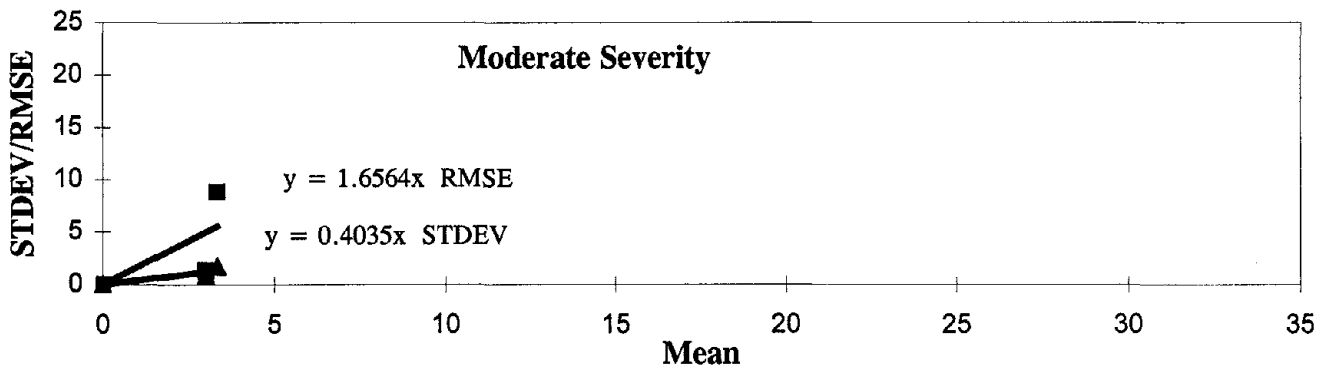 Moderate Severity
STDEV/RMSE
25
20
15
10
5
0
y = 1.6564x RMSE
y = 0.4035x STDEV
0 5 10 15 20 25 30 35
Mean